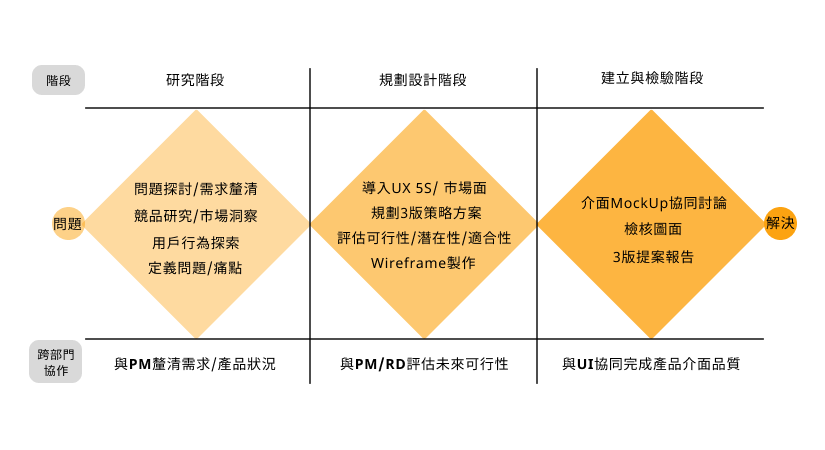 階段
研究階段
規劃設計階段
建立與檢驗階段
問題
問題探討/需求釐清
競品研究/市場洞察
用戶行為探索
定義問題/痛點
導入UX 5S/ 市場面
規劃3版策略方案
評估可行性/潛在性/適合性
Wireframe製作
介面MockUp協同討論
檢核圖面
3版提案報告
解決
跨部門
協作
與PM釐清需求/產品狀況
與PM/RD評估未來可行性
與UI協同完成產品介面品質